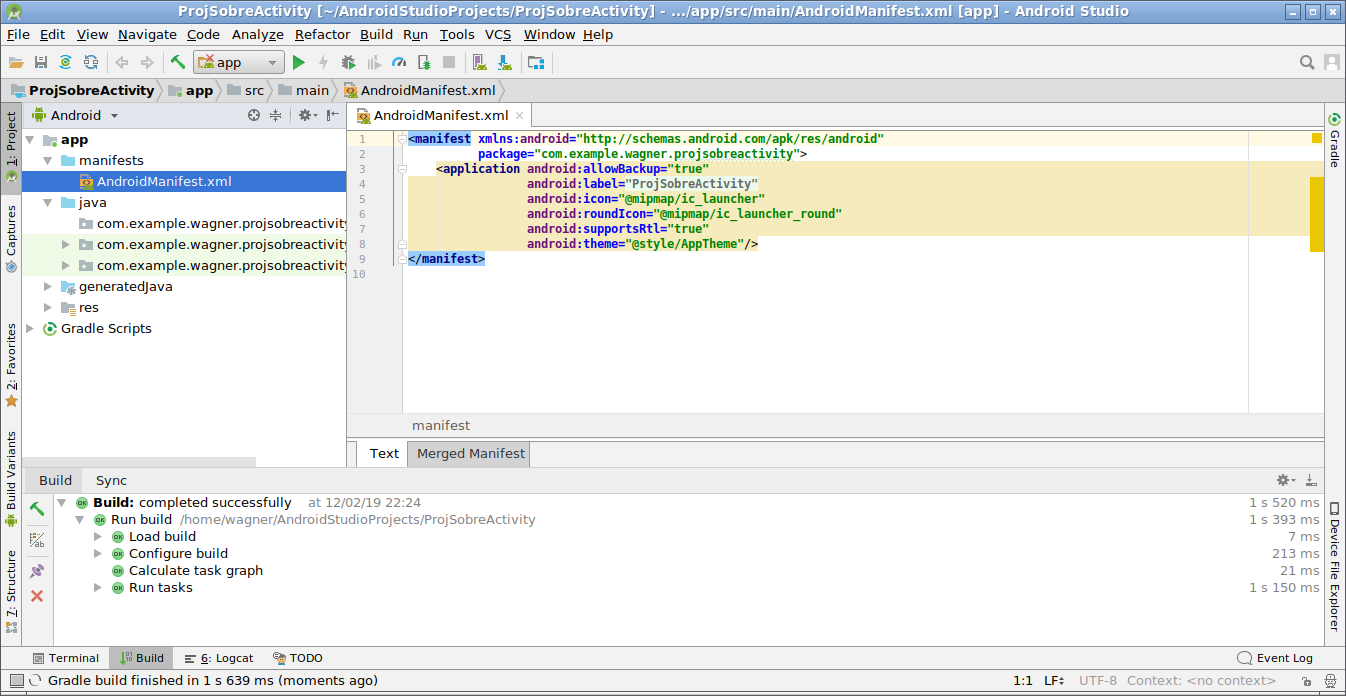 ProjSobreActivity [~/AndroidStudioProjects/ProjSobreActivity] - .../app/src/main/AndroidManifest.xml [app] - Android Studio
File Edit View Navigate Code Analyze Refactor Build Run Tools VCS Window Help
app
ProjSobreActivity app src main AndroidManifest.xml
1: Project
Captures
2: Favorites
Build Variants
7: Structure
Android
app
manifests
AndroidManifest.xml
java
com.example.wagner.projsobreactivity
com.example.wagner.projsobreactivity
com.example.wagner.projsobreactivity
generatedJava
res
Gradle Scripts
AndroidManifest.xml
1 <manifest xmlns:android="http://schemas.android.com/apk/res/android"
2 package="com.example.wagner.projsobreactivity">
3 <application android:allowBackup="true"
4 android:label="ProjSobreActivity"
5 android:icon="@mipmap/ic_launcher"
6 android:roundIcon="@mipmap/ic_launcher_round"
7 android:supportsRtl="true"
8 android:theme="@style/AppTheme"/>
9 </manifest>
10
manifest
Text Merged Manifest
Gradle
Device File Explorer
Build Sync
Build: completed successfully at 12/02/19 22:24 1 s 520 ms
Run build /home/wagner/AndroidStudioProjects/ProjSobreActivity 1 s 393 ms
Load build 7 ms
Configure build 213 ms
Calculate task graph 21 ms
Run tasks 1 s 150 ms
Terminal Build 6: Logcat TODO Event Log
Gradle build finished in 1 s 639 ms (moments ago) 1:1 LF UTF-8 Context: <no context>